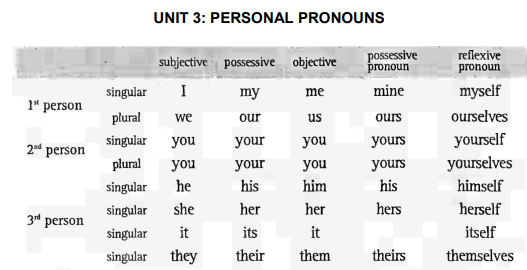 UNIT 3: PERSONAL PRONOUNS
subjective possessive objective possessive pronoun reflexive pronoun
1st person singular I my me mine myself
plural we our us ours ourselves
2nd person singular you your you yours yourself
plural you your you yours yourselves
singular he his him his himself
3rd person singular she her her hers herself
singular it its it itself
singular they their them theirs themselves